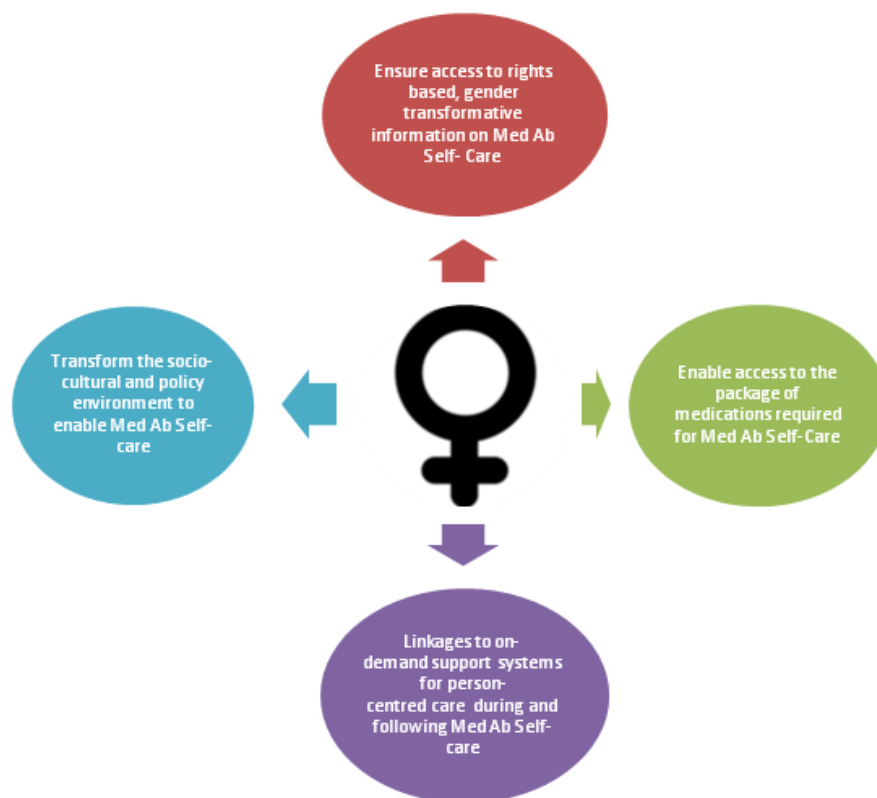 Ensure access to rights
based, gender
transformative
information on Med Ab
Self- Care
Transform the socio-
cultural and policy
environment to
enable Med Ab Self-
care
Enable access to the
package of
medications required
for Med Ab Self-Care
Linkages to on-
demand support systems
for person-
centred care during and
following Med Ab Self-
care